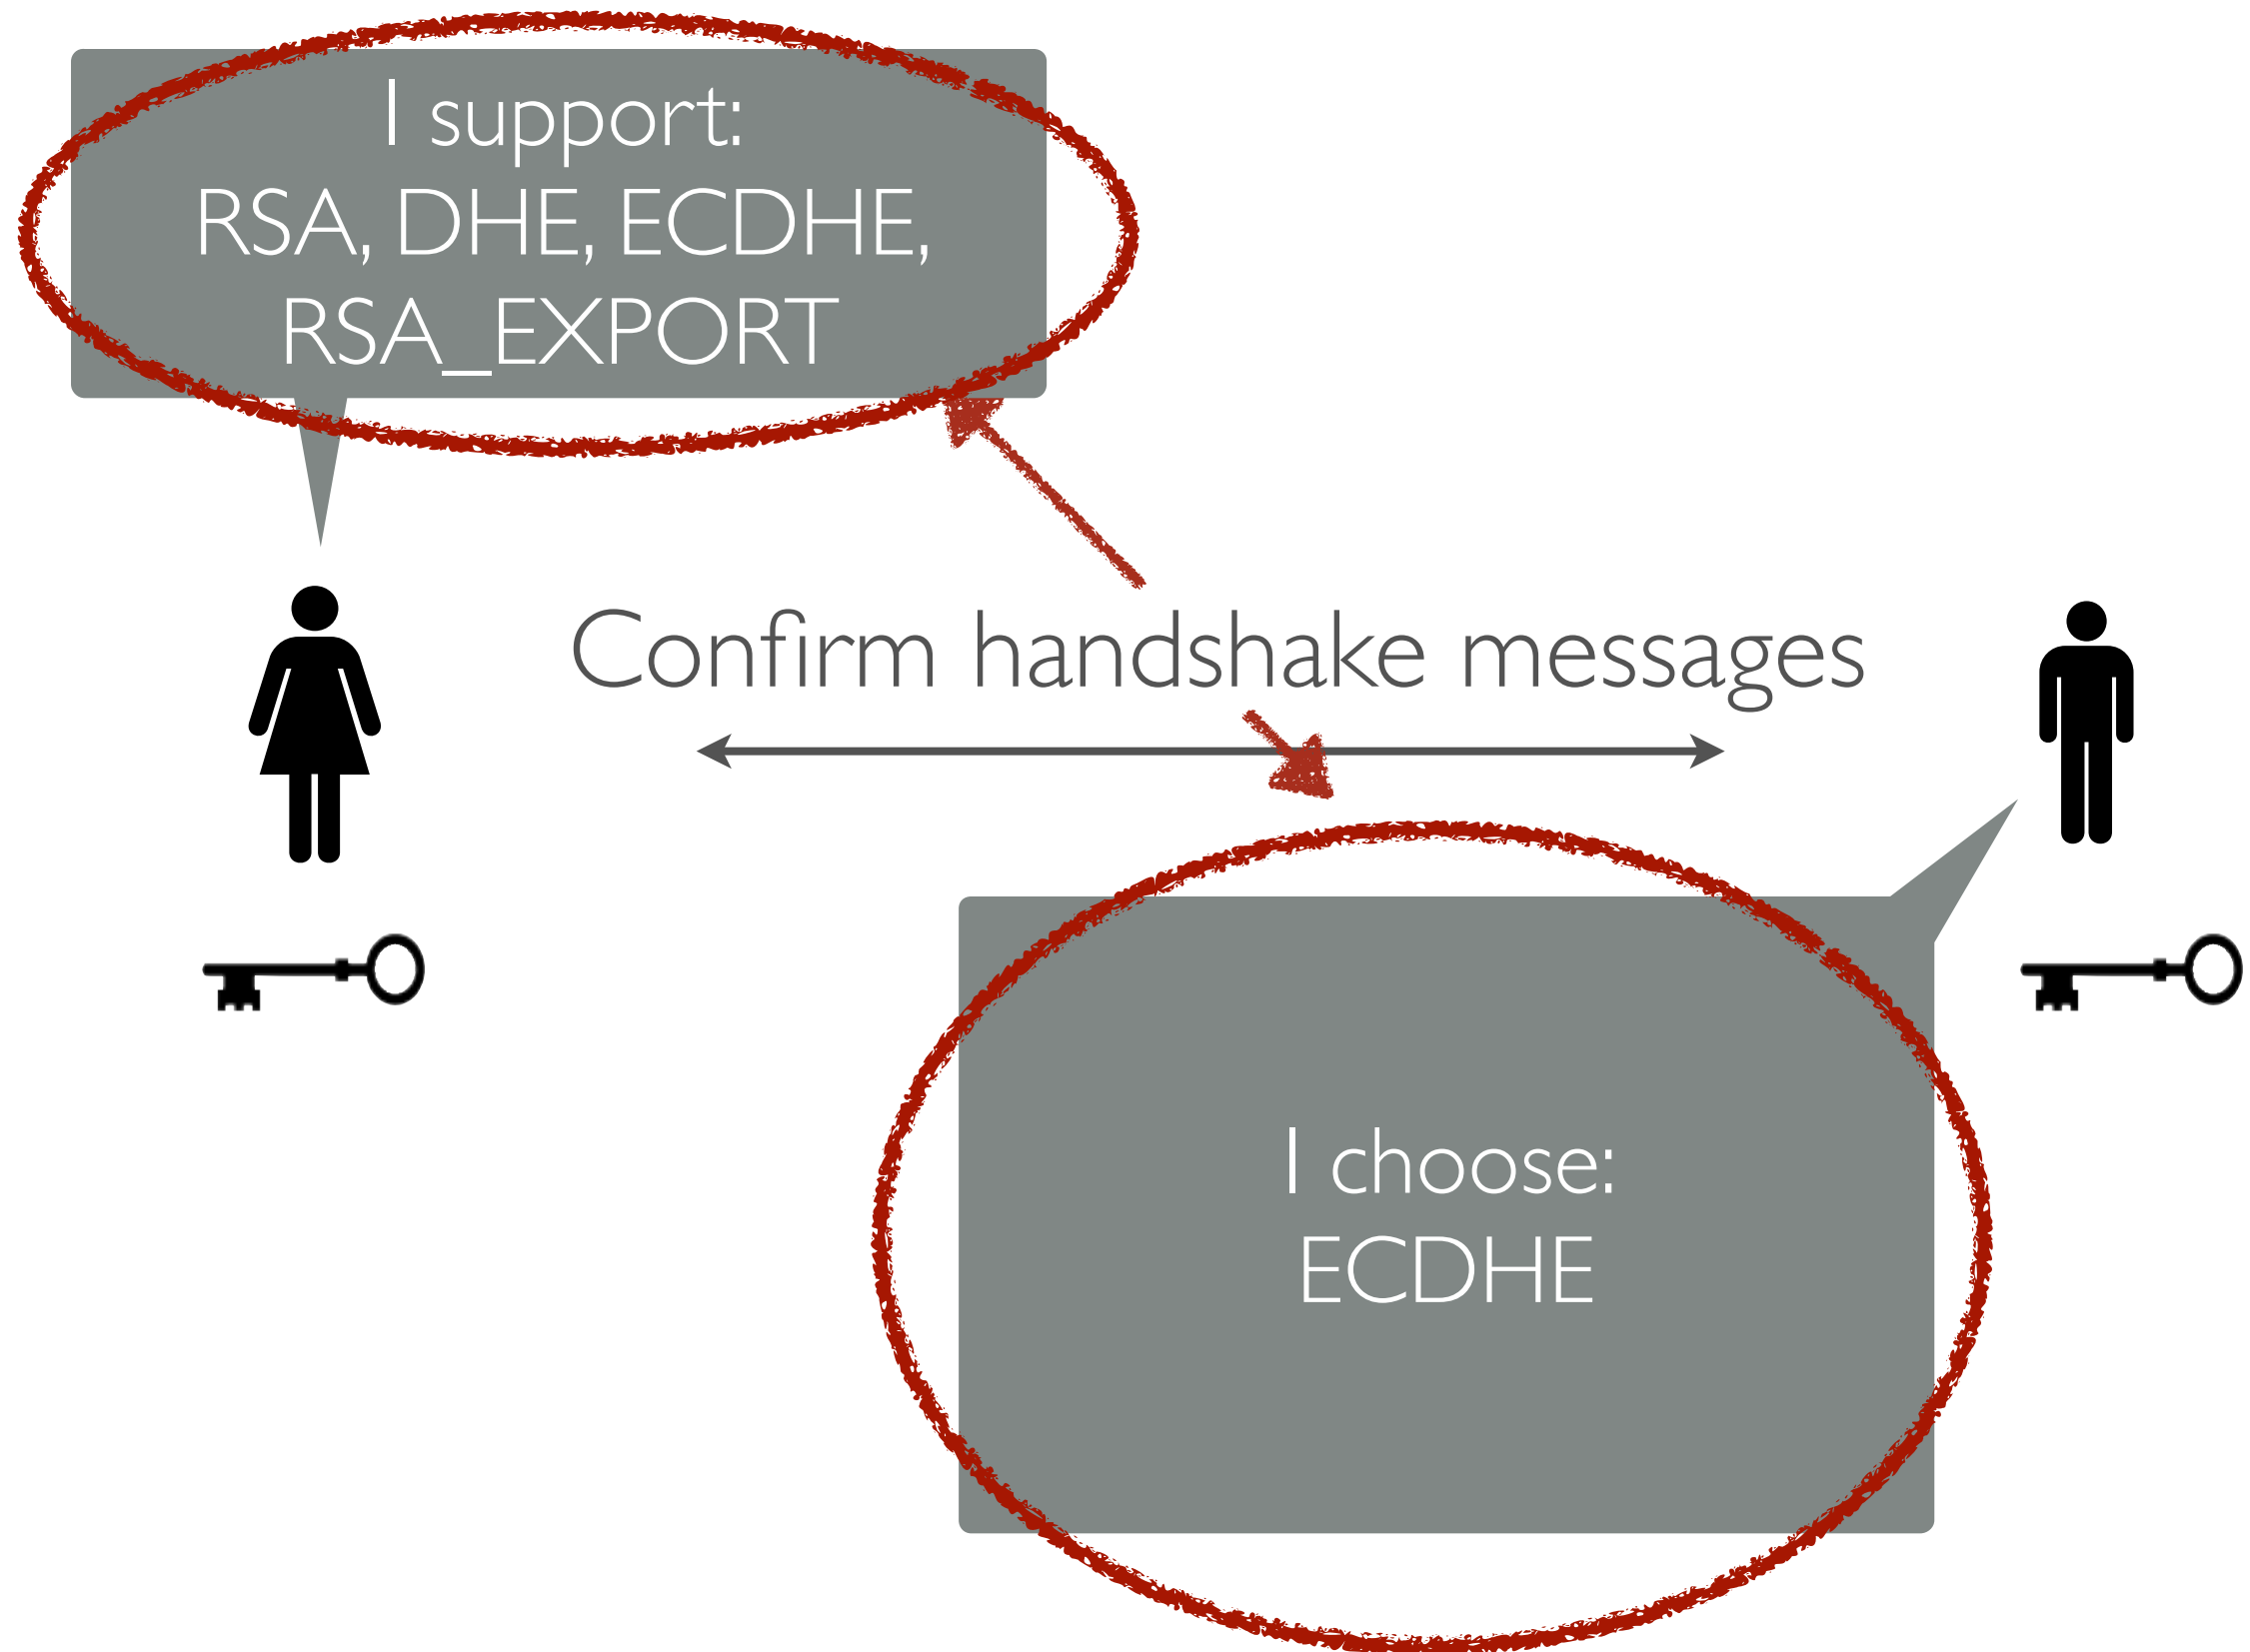 I support:
RSA, DHE, ECDHE,
RSA_EXPORT
Confirm handshake messages
I choose:
ECDHE